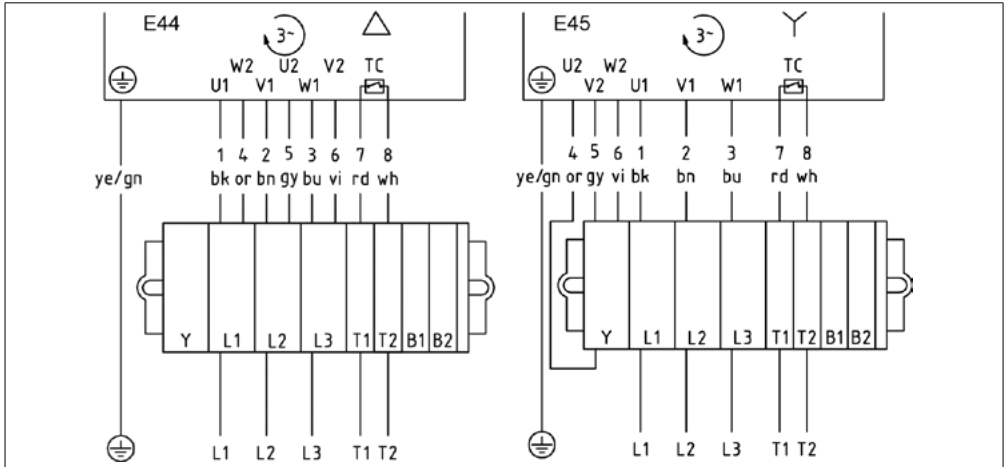 E44 3~ △
W2 U2 V2 TC
U1 V1 W1
1 4 2 5 3 6 7 8
ye/gn bk or bn gy bu vi rd wh
Y L1 L2 L3 T1 T2 B1 B2
L1 L2 L3 T1 T2
E45 3~ Y
U2 W2 TC
V2 U1 V1 W1
4 5 6 1 2 3 7 8
ye/gn or gy vi bk bn bu rd wh
Y L1 L2 L3 T1 T2 B1 B2
L1 L2 L3 T1 T2